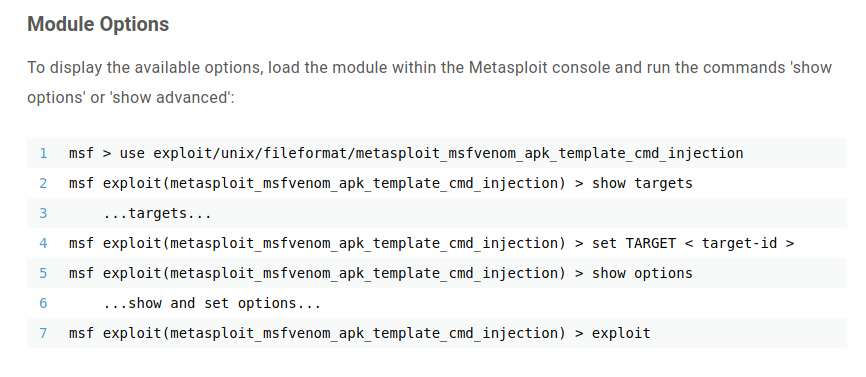 Module Options
To display the available options, load the module within the Metasploit console and run the commands 'show
options' or 'show advanced':
1 msf > use exploit/unix/fileformat/metasploit_msfvenom_apk_template_cmd_injection
2 msf exploit(metasploit_msfvenom_apk_template_cmd_injection) > show targets
3 ...targets...
4 msf exploit(metasploit_msfvenom_apk_template_cmd_injection) > set TARGET < target-id >
5 msf exploit(metasploit_msfvenom_apk_template_cmd_injection) > show options
6 ...show and set options...
7 msf exploit(metasploit_msfvenom_apk_template_cmd_injection) > exploit